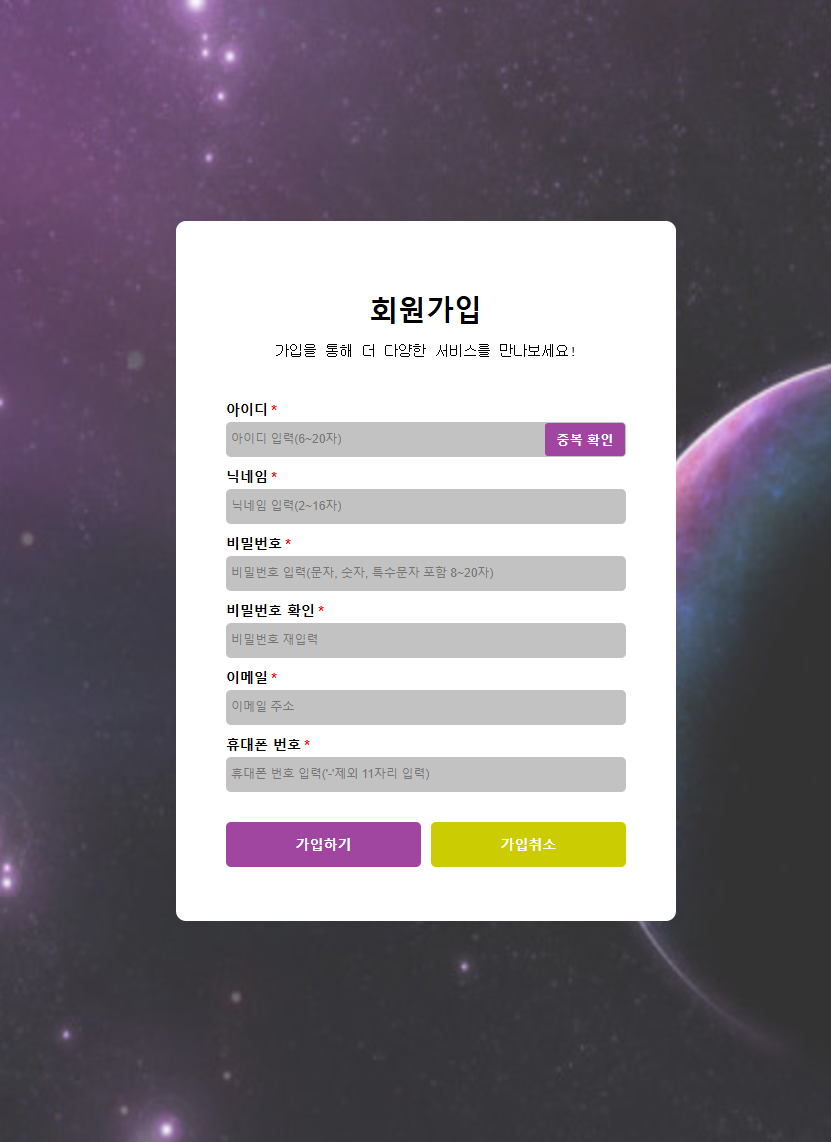 회원가입
가입을 통해 더 다양한 서비스를 만나보세요!
아이디 *
아이디 입력(6~20자)
중복 확인
닉네임 *
닉네임 입력(2~16자)
비밀번호 *
비밀번호 입력(문자, 숫자, 특수문자 포함 8~20자)
비밀번호 확인 *
비밀번호 재입력
이메일 *
이메일 주소
휴대폰 번호 *
휴대폰 번호 입력('-'제외 11자리 입력)
가입하기
가입취소